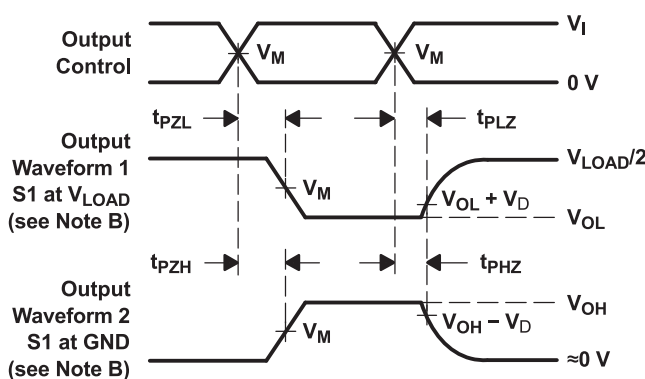 Output
Control
V_M
V_M
V_I
0 V
t_PZL
t_PLZ
Output
Waveform 1
S1 at V_LOAD
(see Note B)
V_M
V_LOAD/2
V_OL + V_D
V_OL
t_PZH
t_PHZ
Output
Waveform 2
S1 at GND
(see Note B)
V_M
V_OH
V_OH – V_D
≈0 V